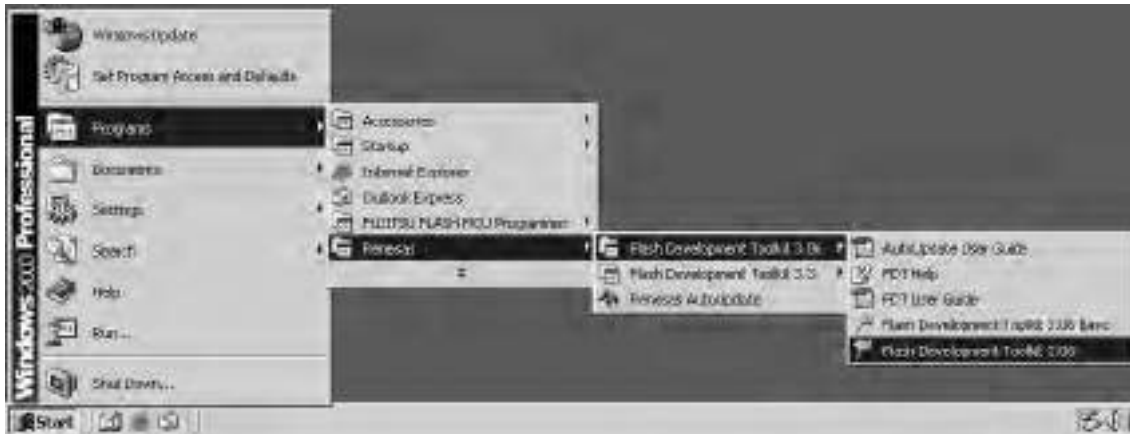 Windows 2000 Professional
Windows Update
Set Program Access and Defaults
Programs
Documents
Settings
Search
Help
Run...
Shut Down...
Accessories
Startup
Internet Explorer
Outlook Express
FUJITSU FLASH MCU Programmer
Renesas
Flash Development Toolkit 3.06
Flash Development Toolkit 3.3
Renesas AutoUpdate
AutoUpdate User Guide
FDT Help
FDT User Guide
Flash Development Toolkit 3.06 Basic
Flash Development Toolkit 3.06
Start